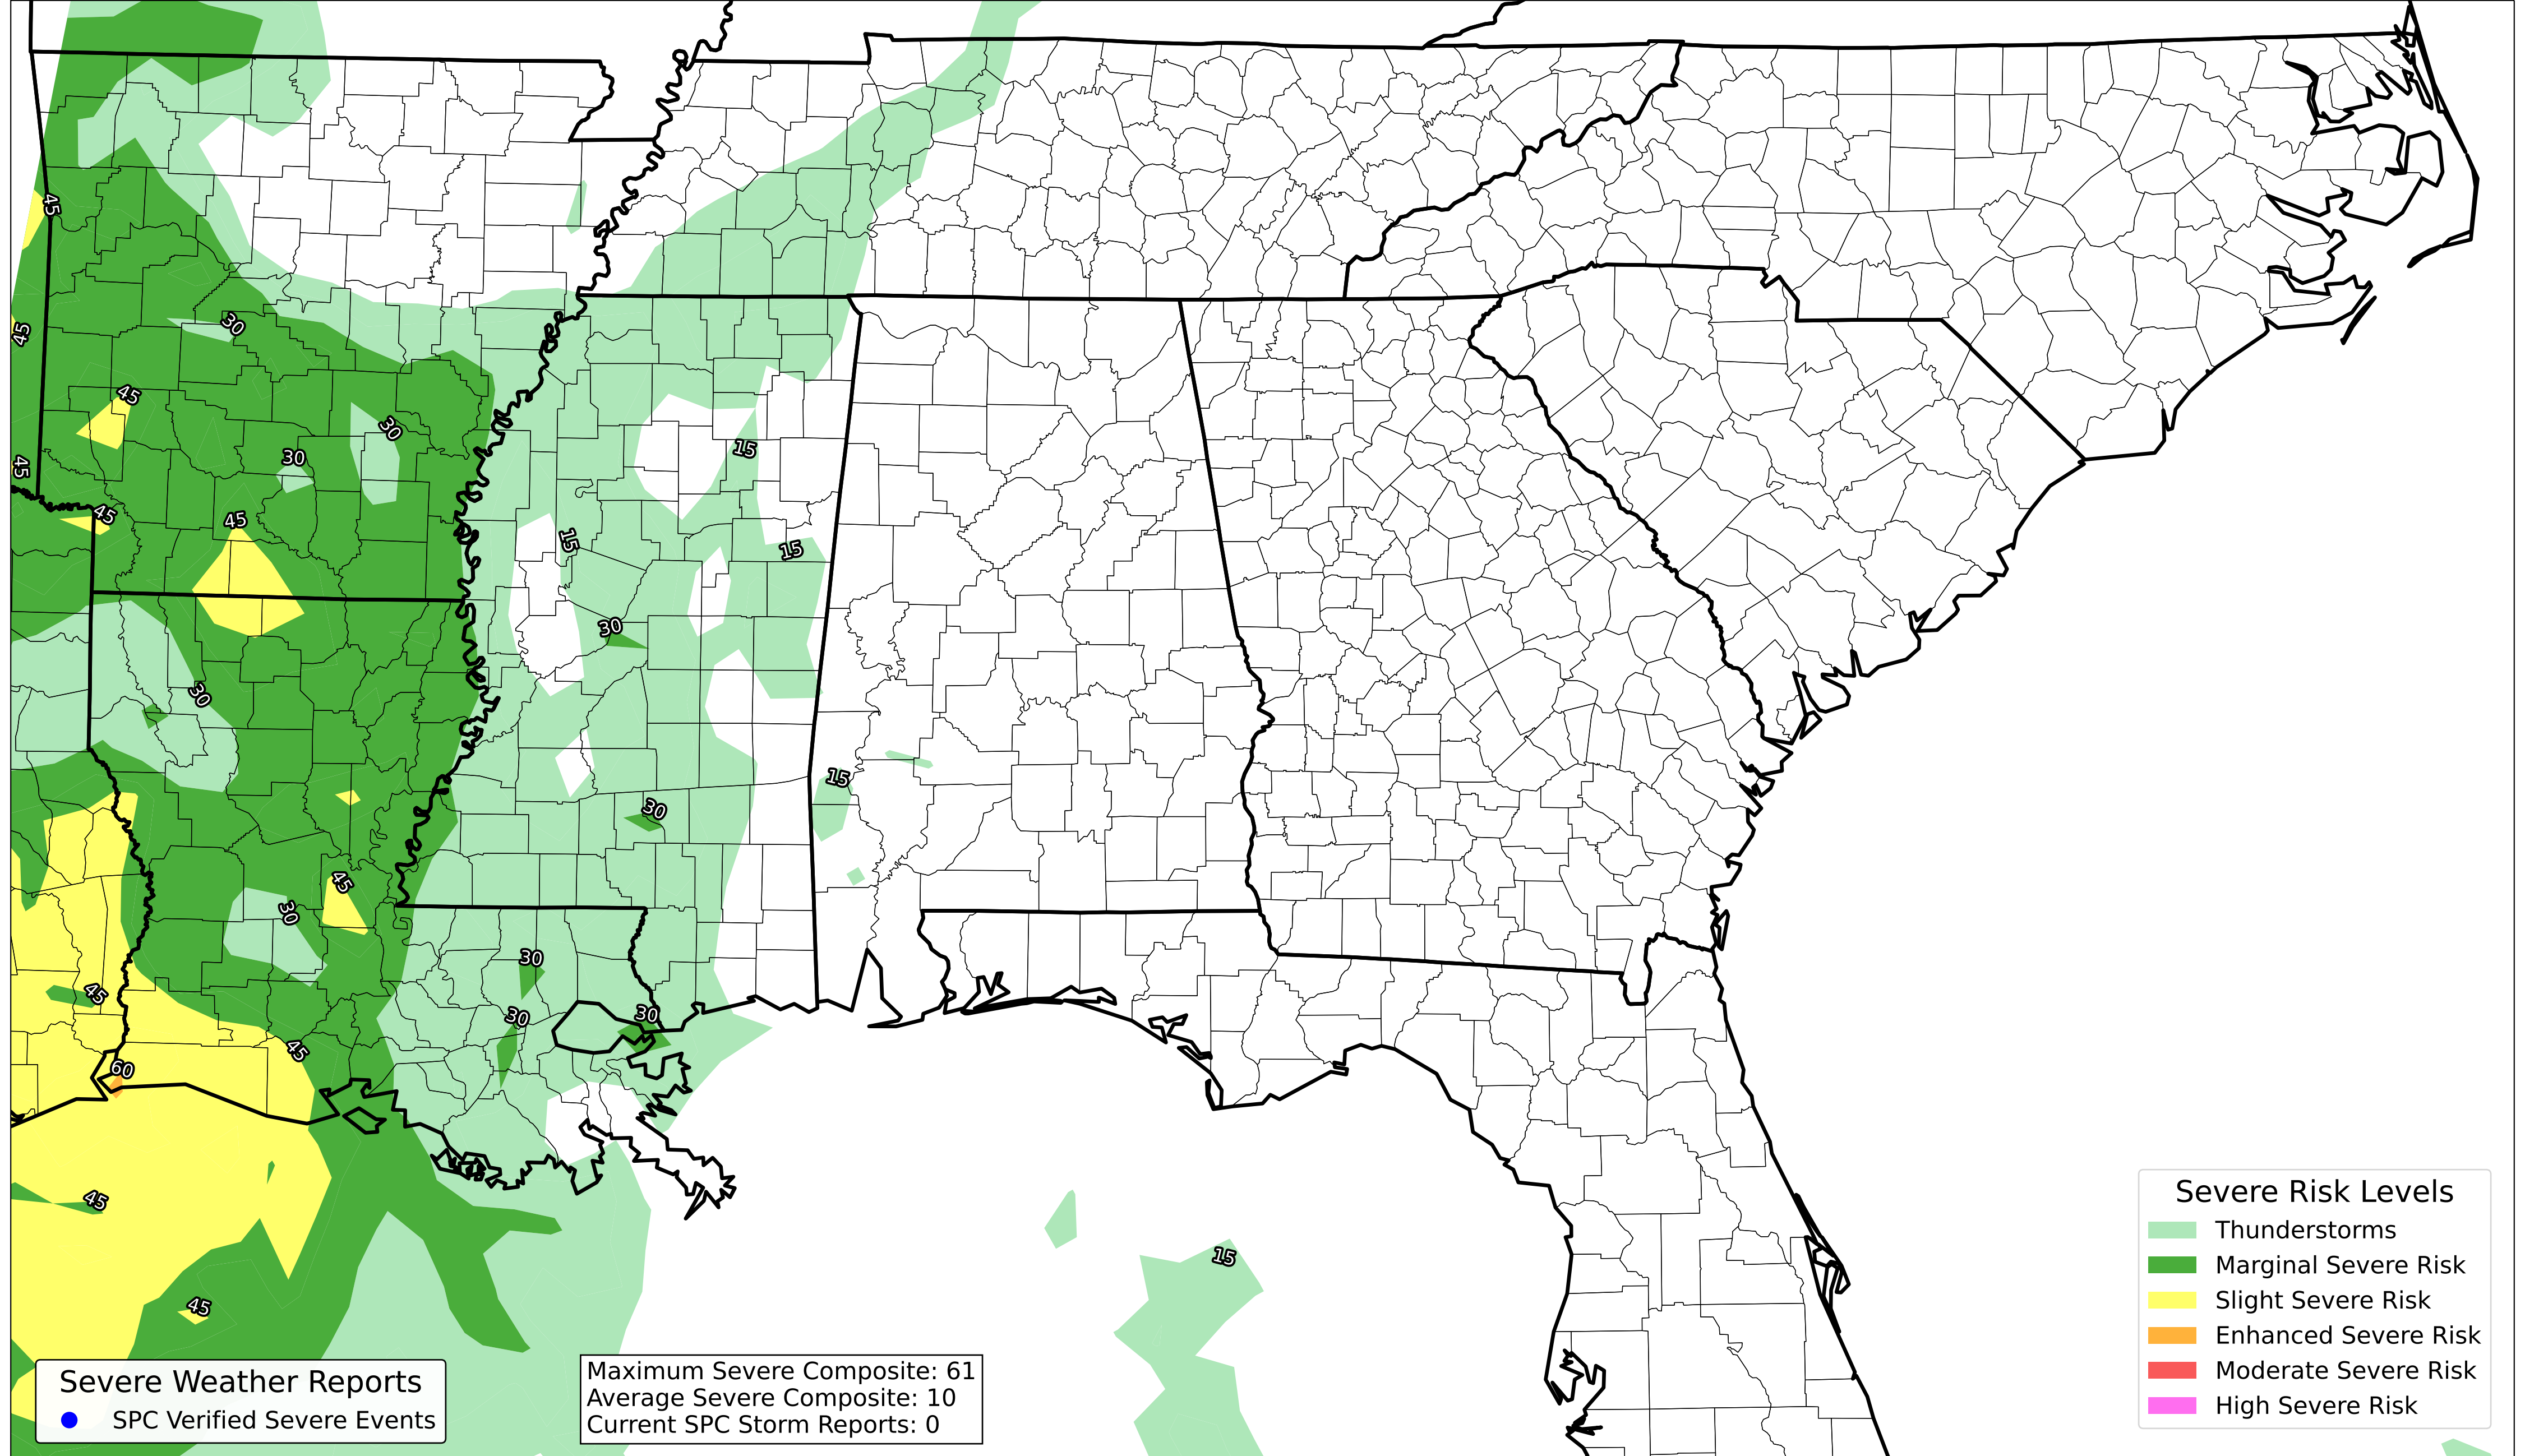 45
30
45
45
30
45
30
15
45
45
15
15
30
30
15
30
45
30
30
45
30
30
45
60
45
15
45
Severe Risk Levels
Thunderstorms
Marginal Severe Risk
Slight Severe Risk
Enhanced Severe Risk
Moderate Severe Risk
High Severe Risk
Severe Weather Reports
SPC Verified Severe Events
Maximum Severe Composite: 61
Average Severe Composite: 10
Current SPC Storm Reports: 0